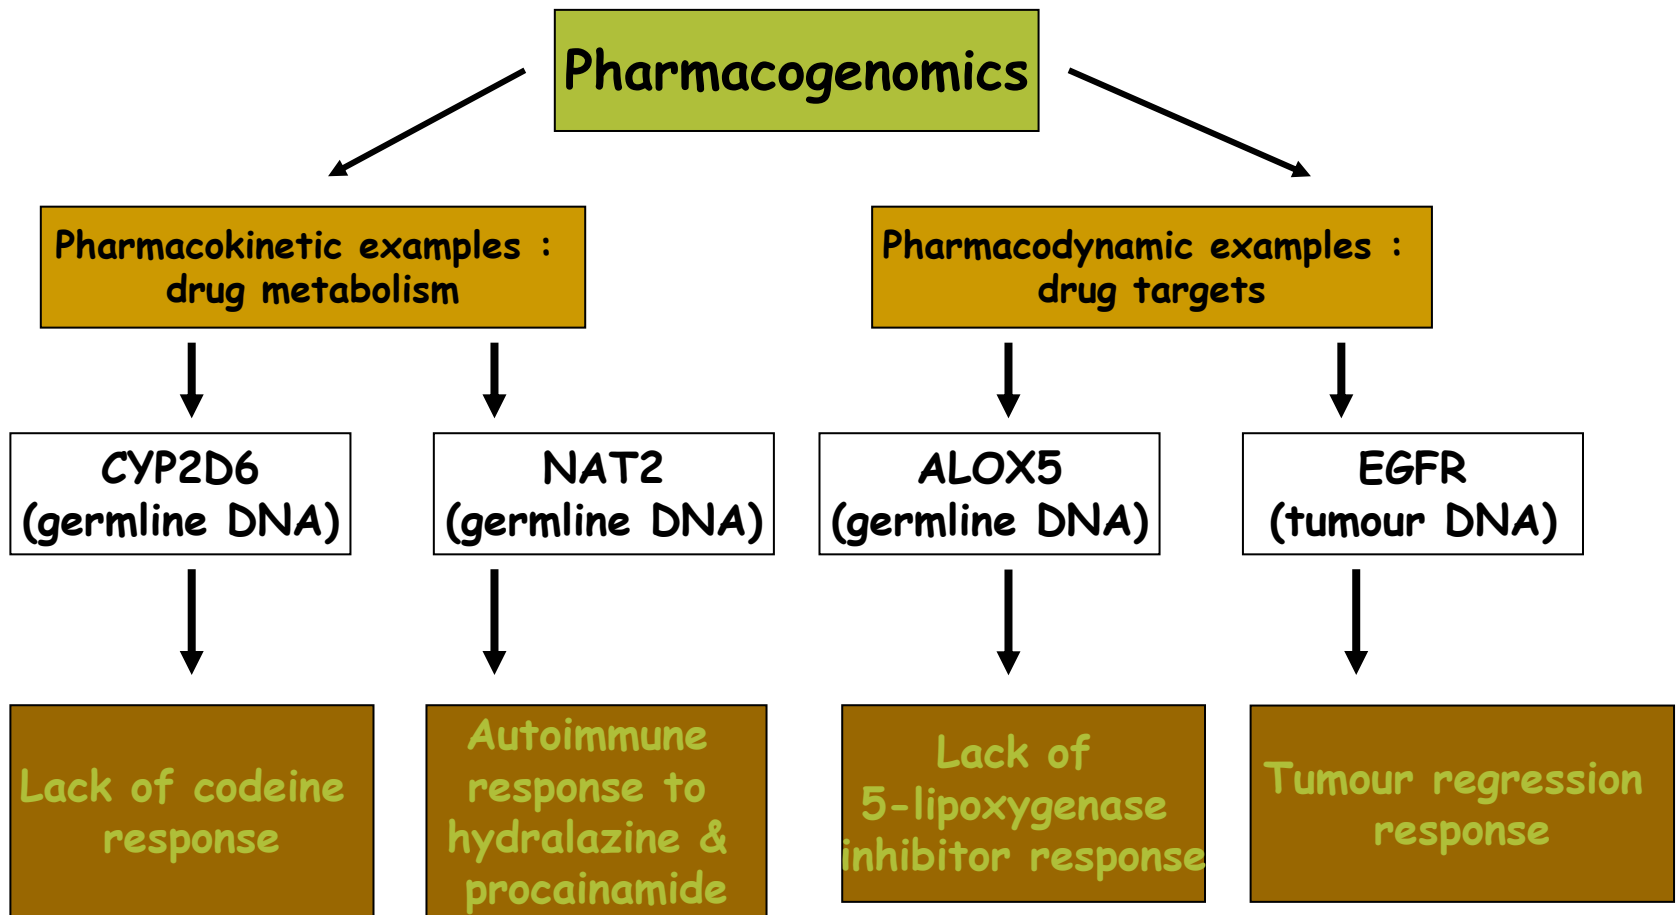 Pharmacogenomics
Pharmacokinetic examples :
drug metabolism
Pharmacodynamic examples :
drug targets
CYP2D6
(germline DNA)
NAT2
(germline DNA)
ALOX5
(germline DNA)
EGFR
(tumour DNA)
Lack of codeine
response
Autoimmune
response to
hydralazine &
procainamide
Lack of
5-lipoxygenase
inhibitor response
Tumour regression
response